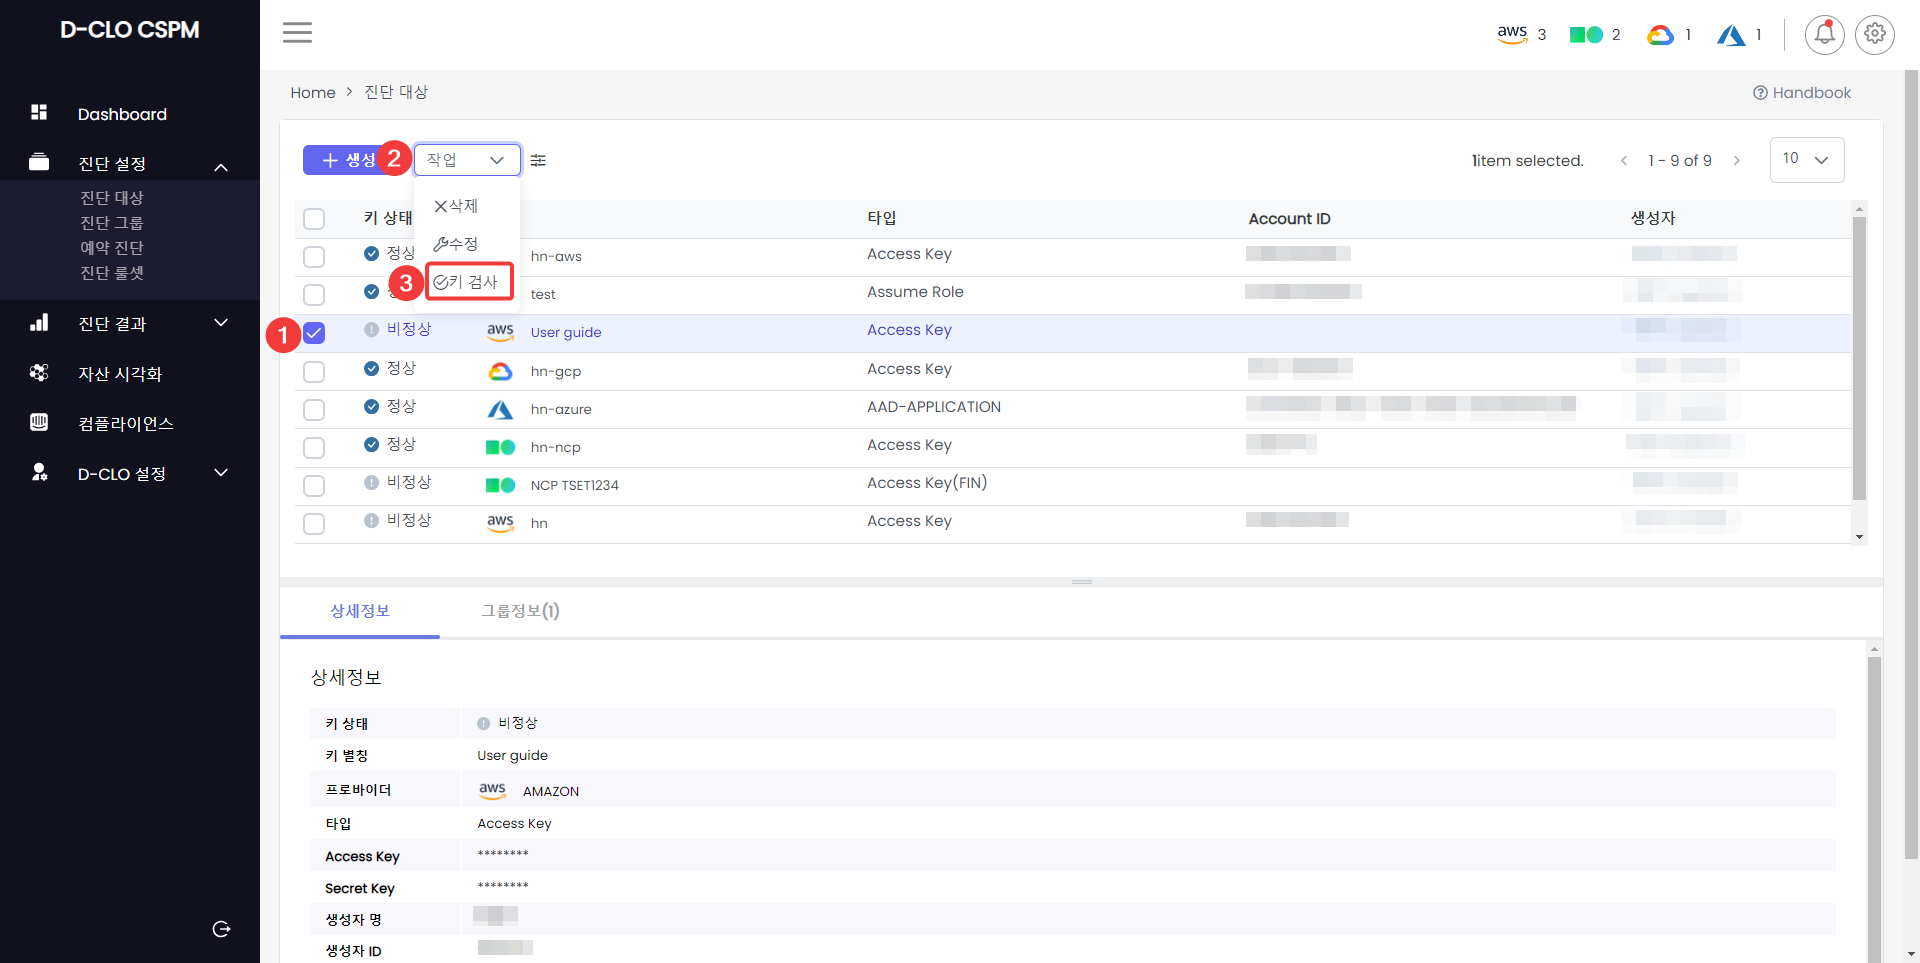 D-CLO CSPM
aws 3 2 1 1
Dashboard
진단 설정
진단 대상
진단 그룹
예약 진단
진단 룰셋
진단 결과
자산 시각화
컴플라이언스
D-CLO 설정
Home > 진단 대상
Handbook
+ 생성 2 작업
1item selected. < 1 - 9 of 9 > 10
삭제
수정
3 키 검사
키 상태 타입 Account ID 생성자
정상 hn-aws Access Key
test Assume Role
1 비정상 aws User guide Access Key
정상 hn-gcp Access Key
정상 hn-azure AAD-APPLICATION
정상 hn-ncp Access Key
비정상 NCP TSET1234 Access Key(FIN)
비정상 aws hn Access Key
상세정보 그룹정보(1)
상세정보
키 상태 비정상
키 별칭 User guide
프로바이더 aws AMAZON
타입 Access Key
Access Key ********
Secret Key ********
생성자 명
생성자 ID